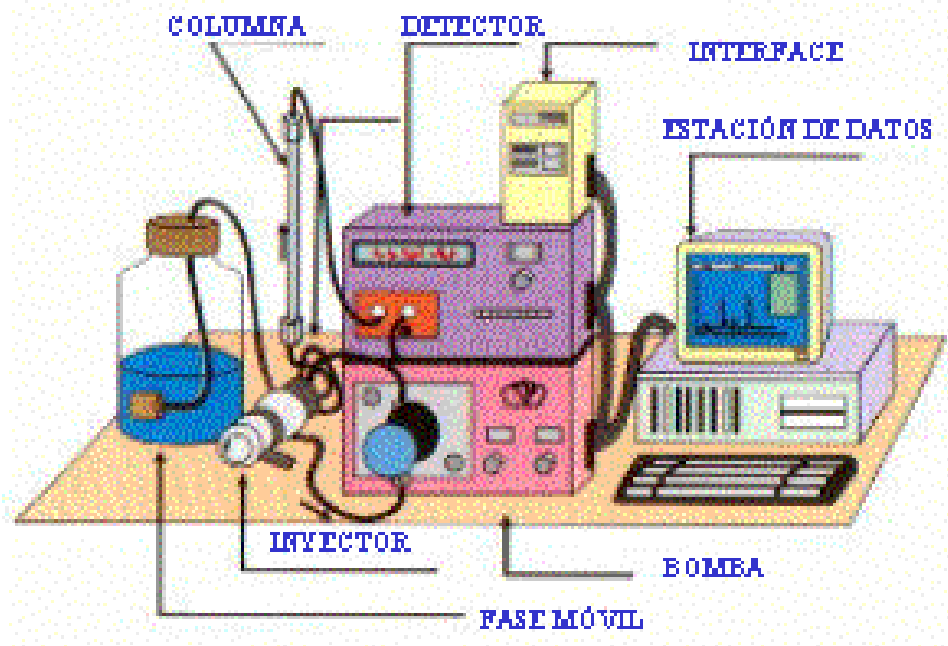 COLUMNA
DETECTOR
INTERFACE
ESTACIÓN DE DATOS
INYECTOR
BOMBA
FASE MÓVIL